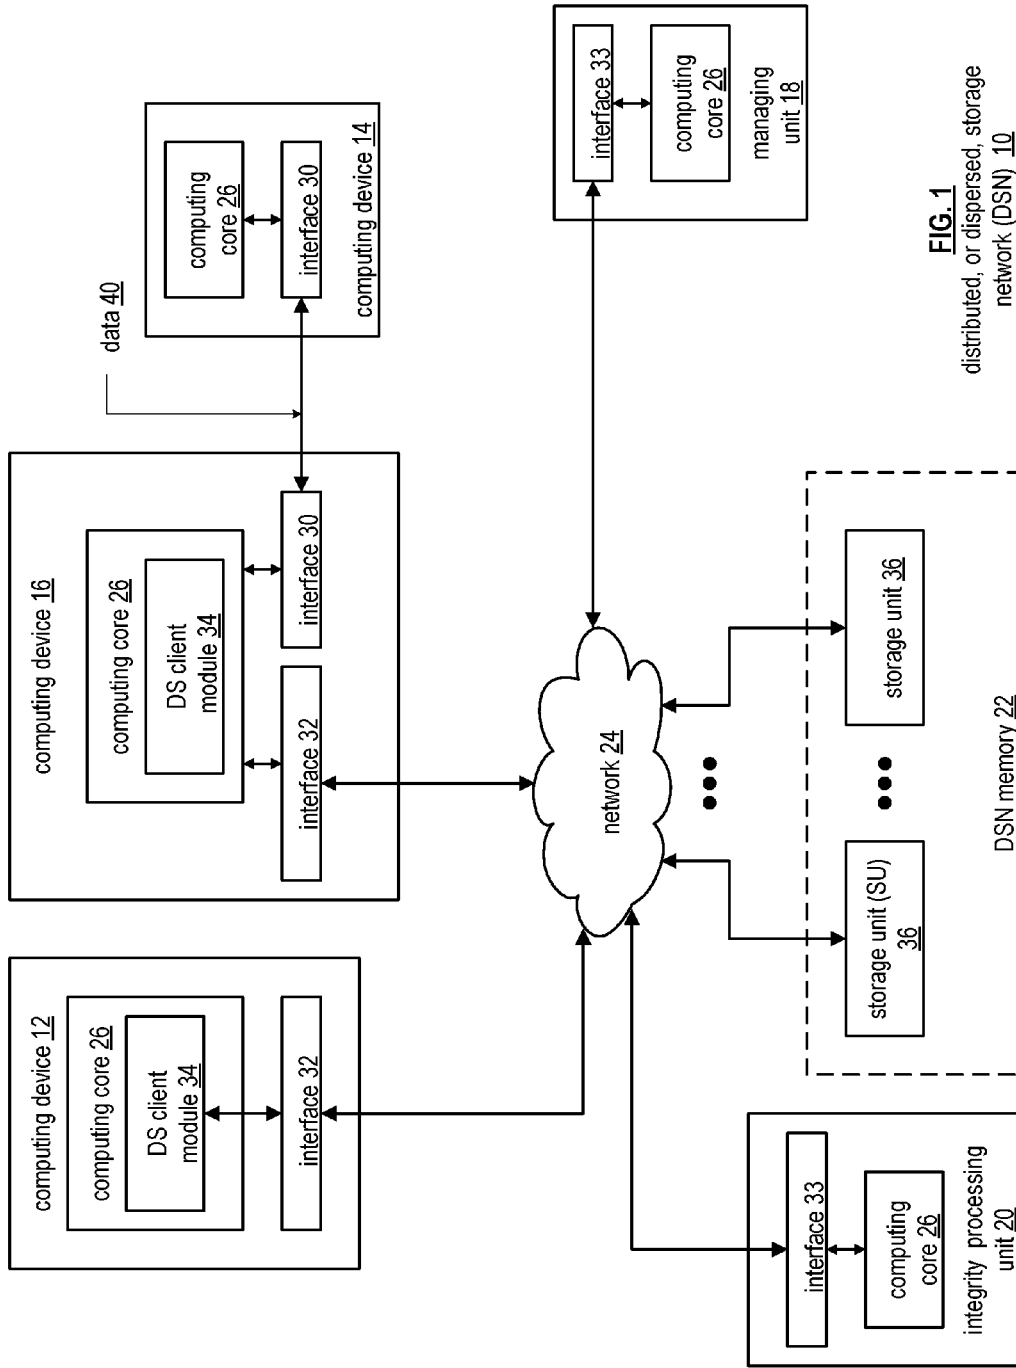 computing device 12
computing core 26
DS client
module 34
interface 32
computing device 16
computing core 26
DS client
module 34
interface 32
interface 30
data 40
computing
core 26
interface 30
computing device 14
network 24
interface 33
computing
core 26
managing
unit 18
interface 33
computing
core 26
integrity processing
unit 20
storage unit (SU)
36
storage unit 36
DSN memory 22
FIG. 1
distributed, or dispersed, storage
network (DSN) 10